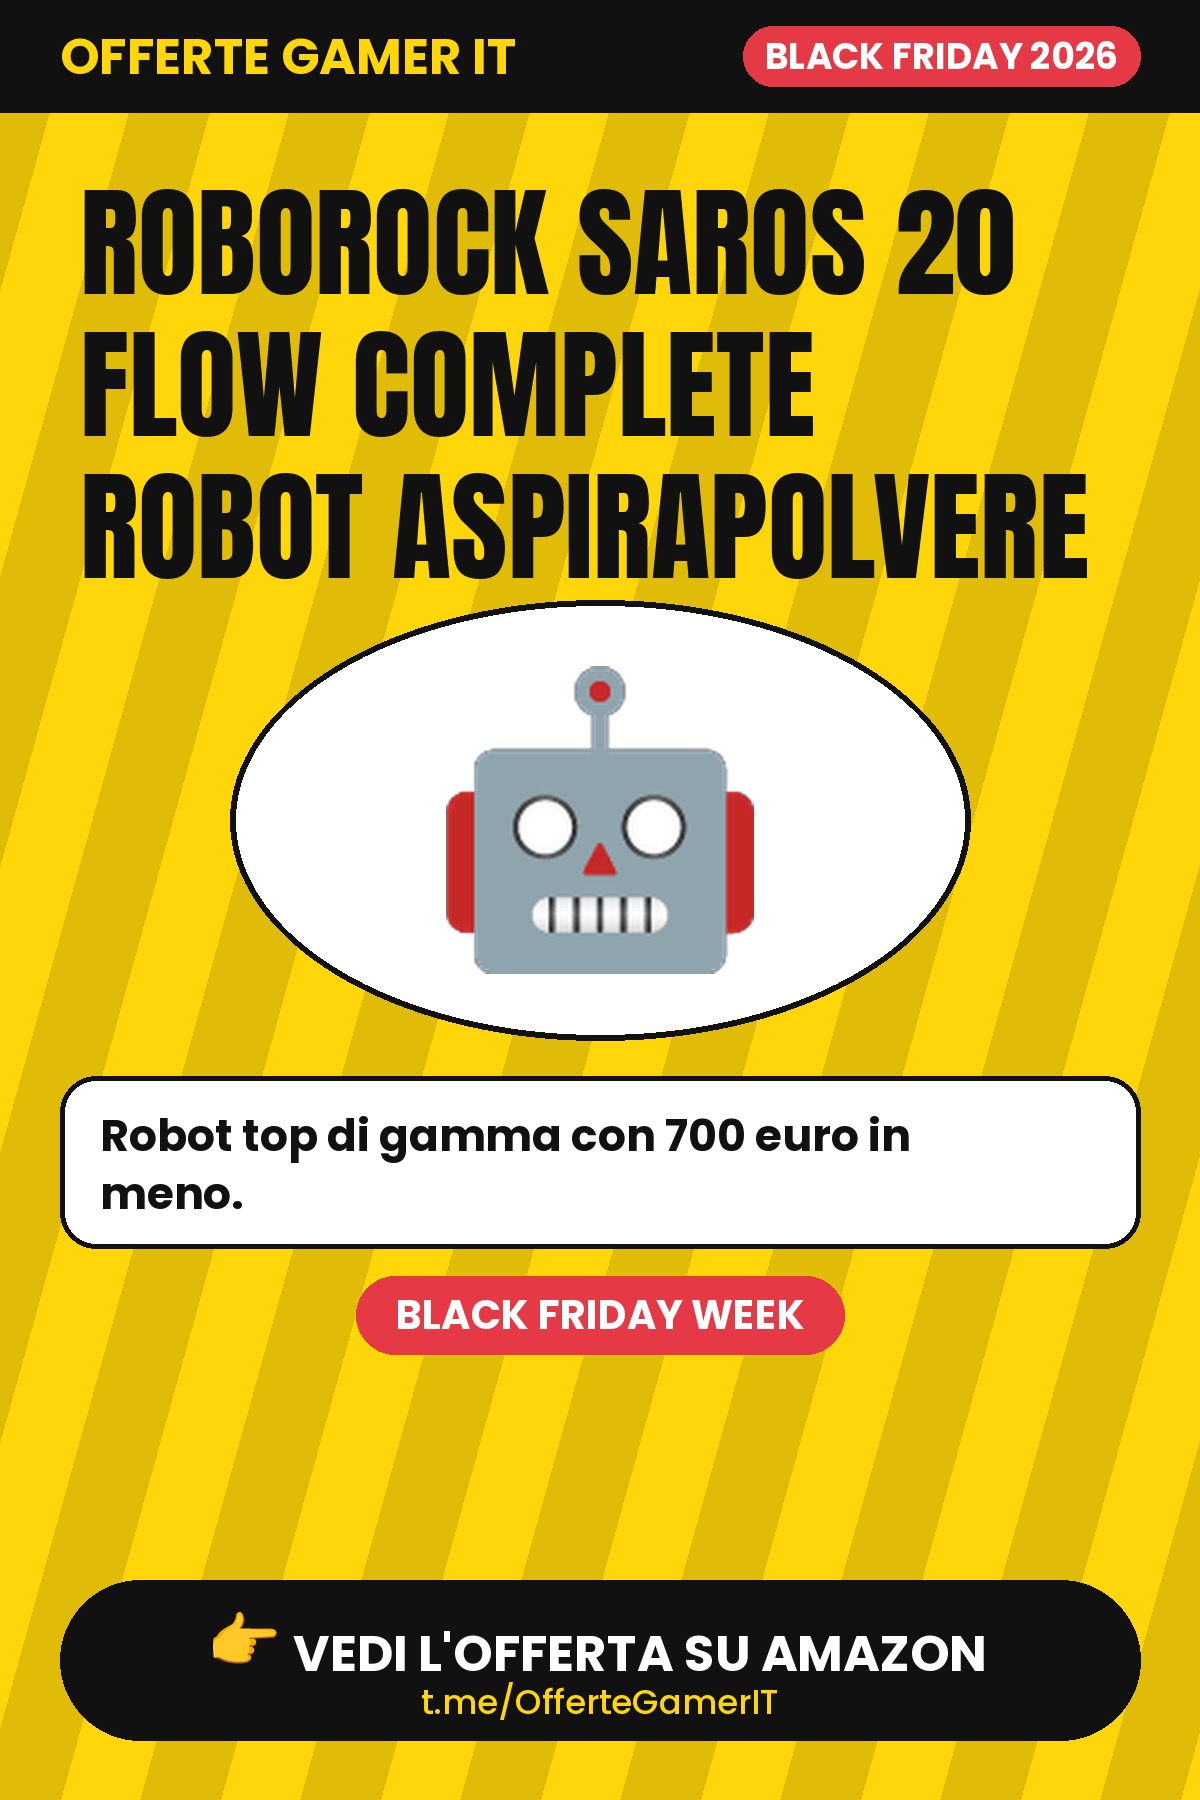 OFFERTE GAMER IT
BLACK FRIDAY 2026
ROBOROCK SAROS 20
FLOW COMPLETE
ROBOT ASPIRAPOLVERE
Robot top di gamma con 700 euro in
meno.
BLACK FRIDAY WEEK
VEDI L'OFFERTA SU AMAZON
t.me/OfferteGamerIT